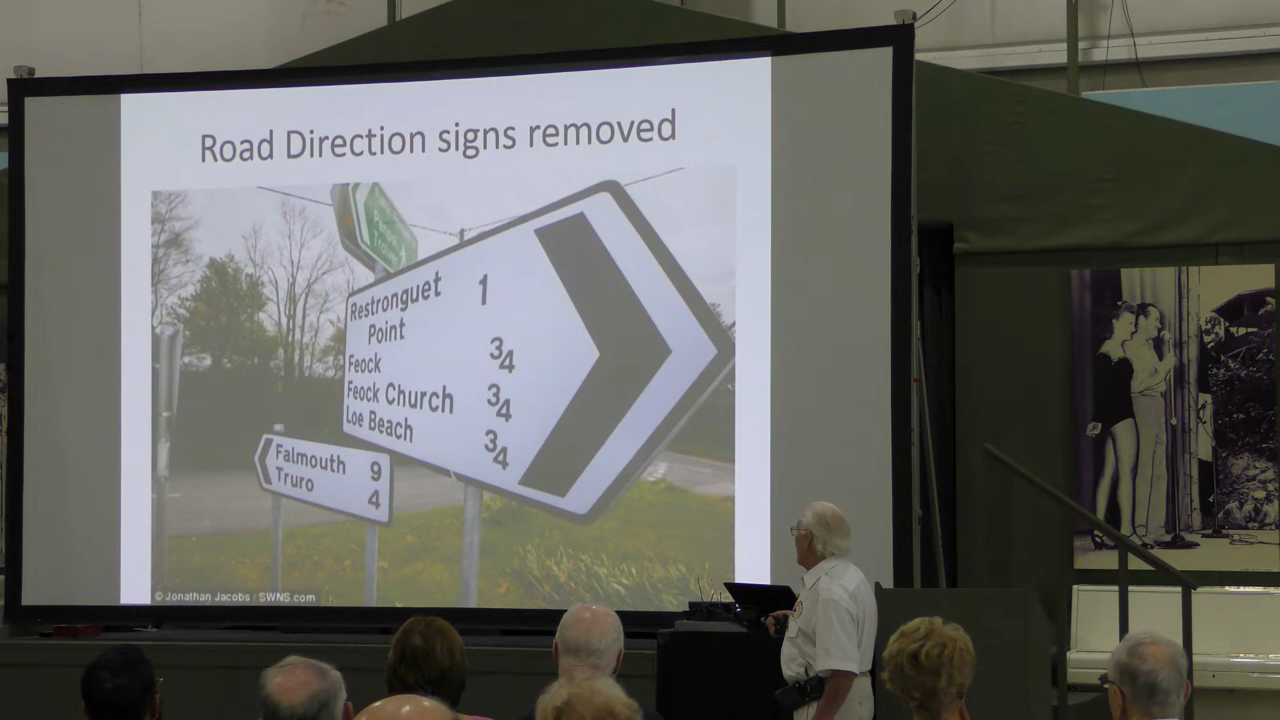 Road Direction signs removed
Restronguet 1
Point
Feock 3/4
Feock Church 3/4
Loe Beach 3/4
Falmouth 9
Truro 4
© Jonathan Jacobs / SWNS.com